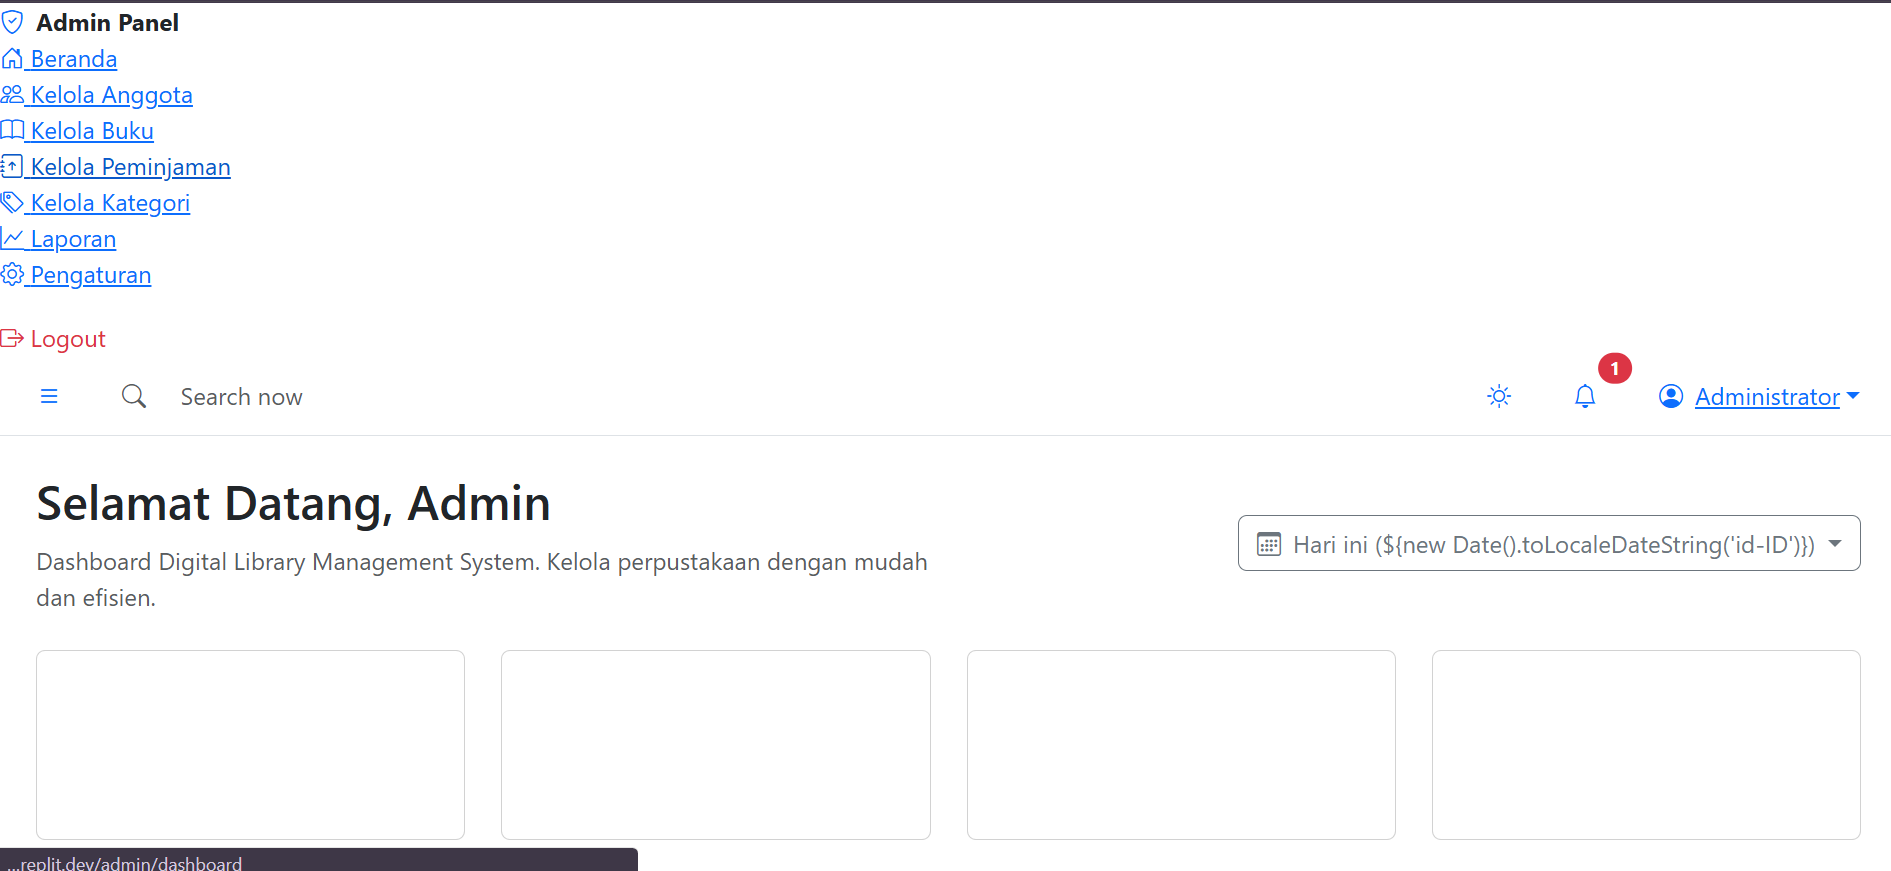 Admin Panel
Beranda
Kelola Anggota
Kelola Buku
Kelola Peminjaman
Kelola Kategori
Laporan
Pengaturan
Logout
Search now
1
Administrator
Selamat Datang, Admin
Dashboard Digital Library Management System. Kelola perpustakaan dengan mudah
dan efisien.
Hari ini (${new Date().toLocaleDateString('id-ID')})
...replit.dev/admin/dashboard